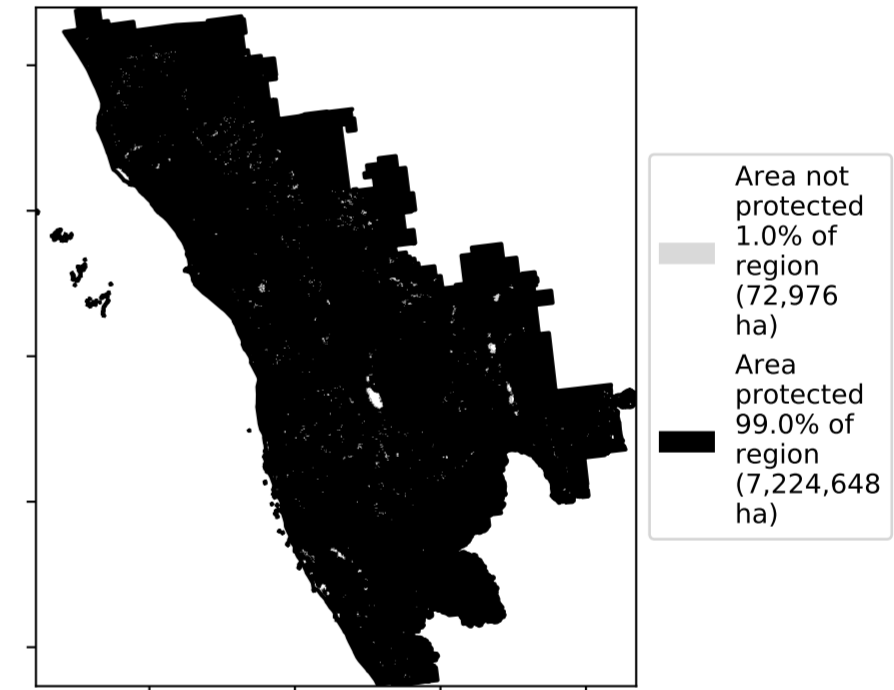 Area not
protected
1.0% of
region
(72,976
ha)
Area
protected
99.0% of
region
(7,224,648
ha)